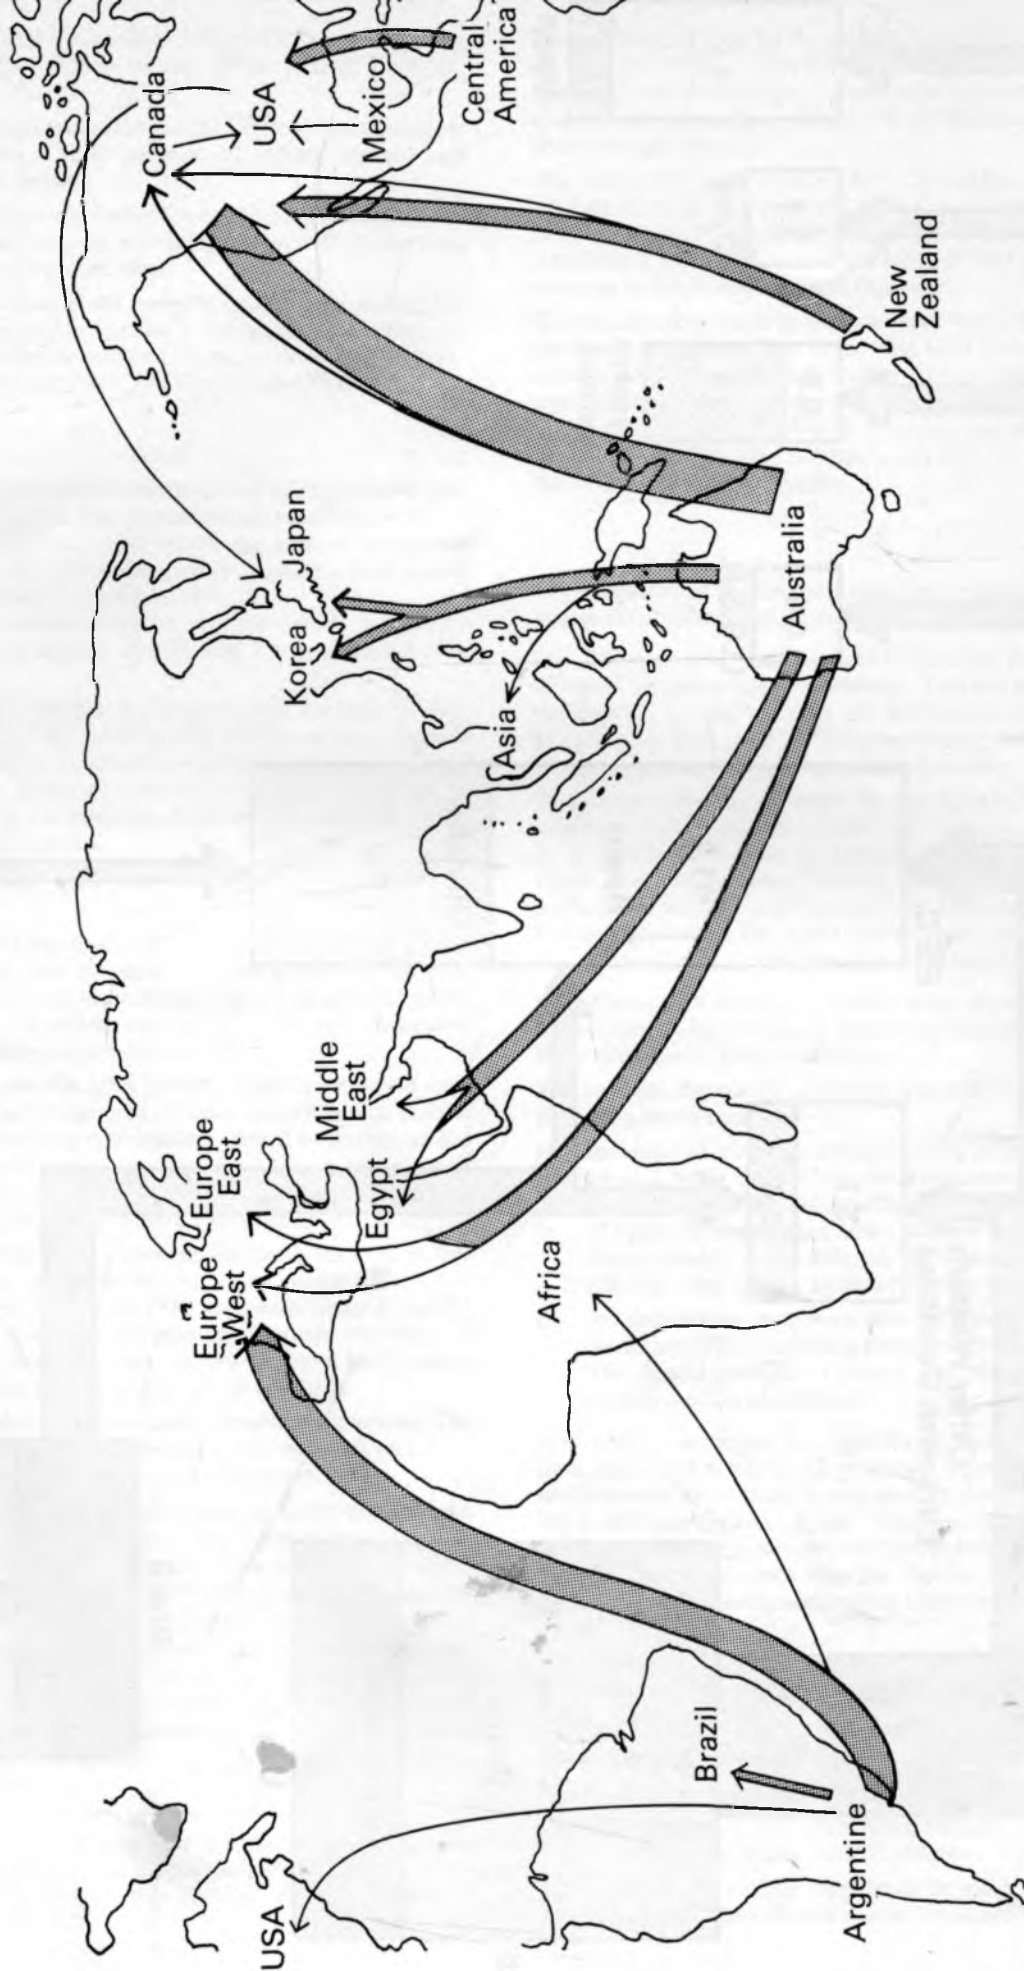 USA
Argentine
Brazil
Africa
Europe
West
Europe
East
Egypt
Middle
East
Asia
Korea
Japan
Australia
New
Zealand
Canada
USA
Mexico
Central
America